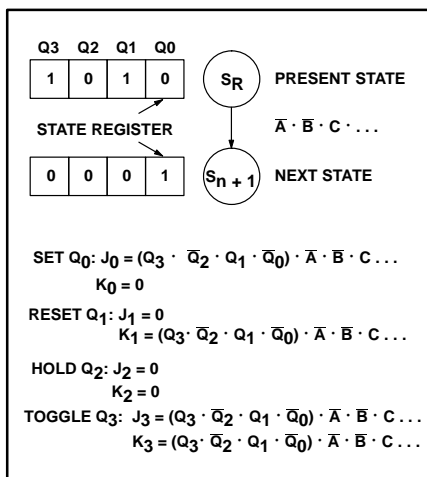 Q3 Q2 Q1 Q0
1 0 1 0
SR
PRESENT STATE
STATE REGISTER
A̅ · B̅ · C · . . .
0 0 0 1
Sn + 1
NEXT STATE
SET Q0: J0 = (Q3 · Q̅2 · Q1 · Q̅0) · A̅ · B̅ · C . . .
K0 = 0
RESET Q1: J1 = 0
K1 = (Q3 · Q̅2 · Q1 · Q̅0) · A̅ · B̅ · C . . .
HOLD Q2: J2 = 0
K2 = 0
TOGGLE Q3: J3 = (Q3 · Q̅2 · Q1 · Q̅0) · A̅ · B̅ · C . . .
K3 = (Q3 · Q̅2 · Q1 · Q̅0) · A̅ · B̅ · C . . .